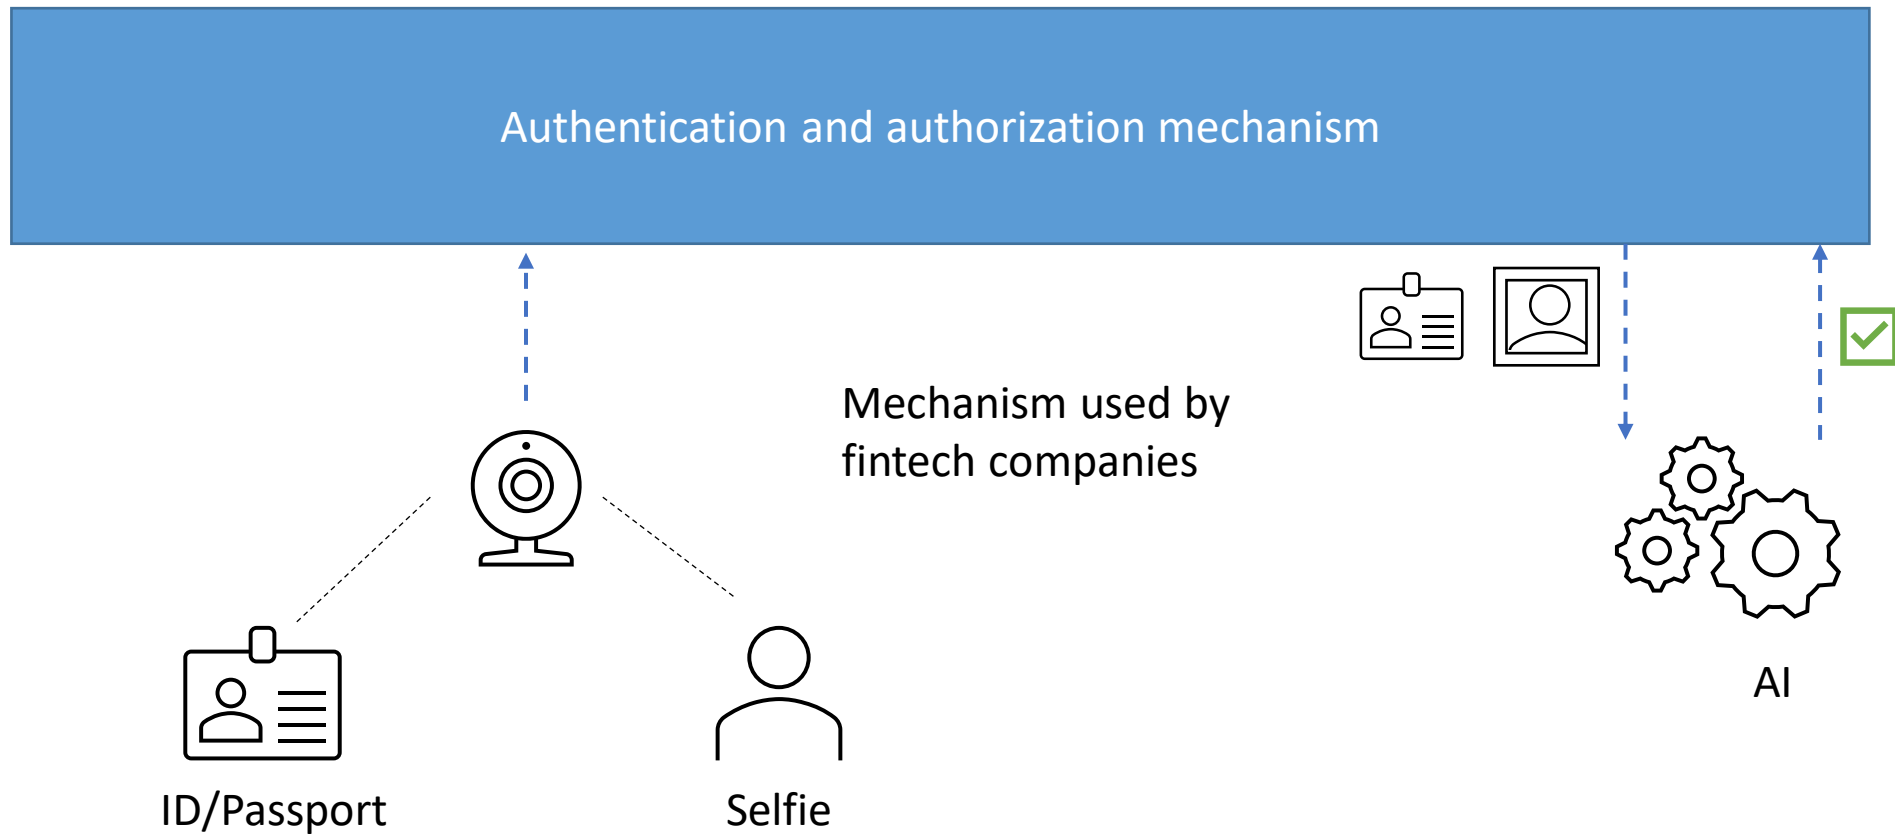 Authentication and authorization mechanism
Mechanism used by
fintech companies
AI
ID/Passport
Selfie